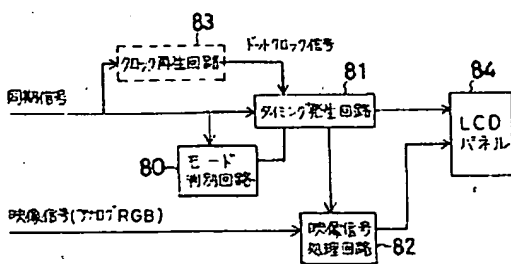 83
クロック再生回路
ドットクロック信号
81
84
同期信号
タイミング発生回路
LCD
パネル
80
モード
判別回路
映像信号(アナログRGB)
映像信号
処理回路
82